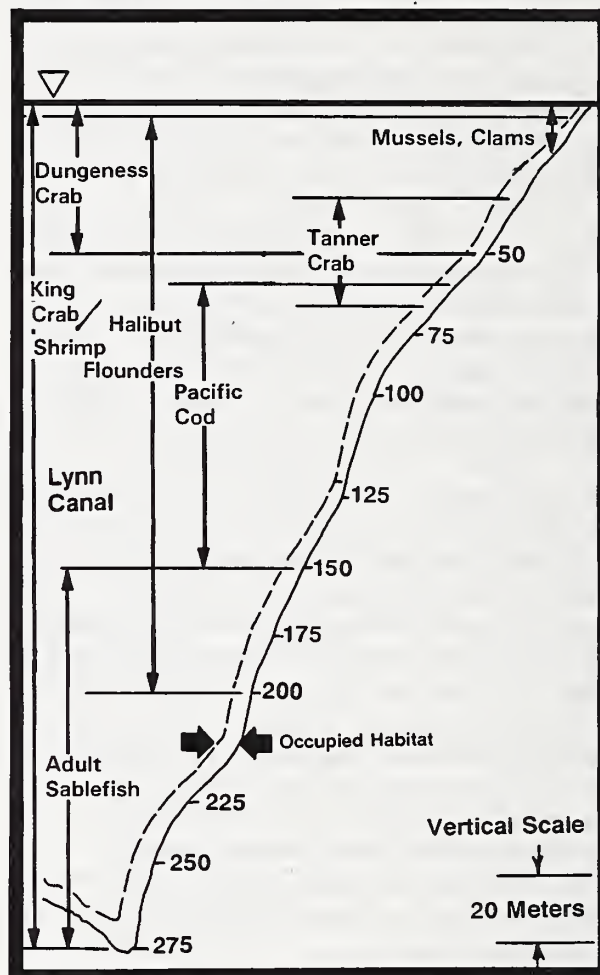 Mussels, Clams
Dungeness
Crab
Tanner
Crab
50
King
Crab
Shrimp
Halibut
Flounders
75
Pacific
Cod
100
Lynn
Canal
125
150
175
200
Occupied Habitat
Adult
Sablefish
225
Vertical Scale
250
20 Meters
275